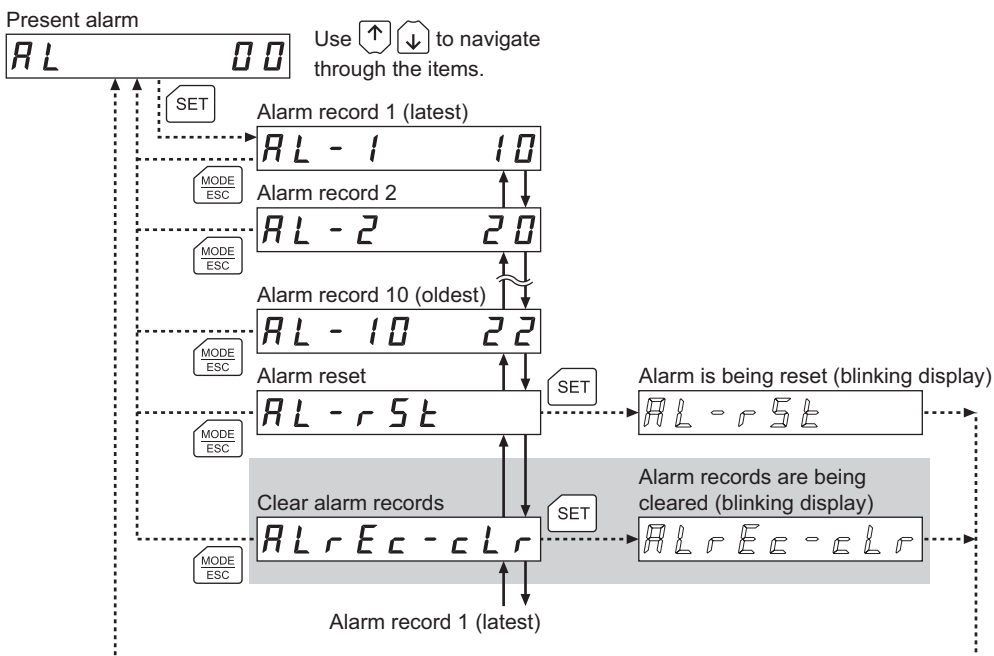 Present alarm
AL 00
Use ↑ ↓ to navigate
through the items.
SET
Alarm record 1 (latest)
AL-1 10
MODE
ESC
Alarm record 2
AL-2 20
MODE
ESC
Alarm record 10 (oldest)
AL-10 22
MODE
ESC
Alarm reset
AL-rSt
SET
Alarm is being reset (blinking display)
AL-rSt
MODE
ESC
Clear alarm records
ALrEc-cLr
SET
Alarm records are being
cleared (blinking display)
ALrEc-cLr
MODE
ESC
Alarm record 1 (latest)